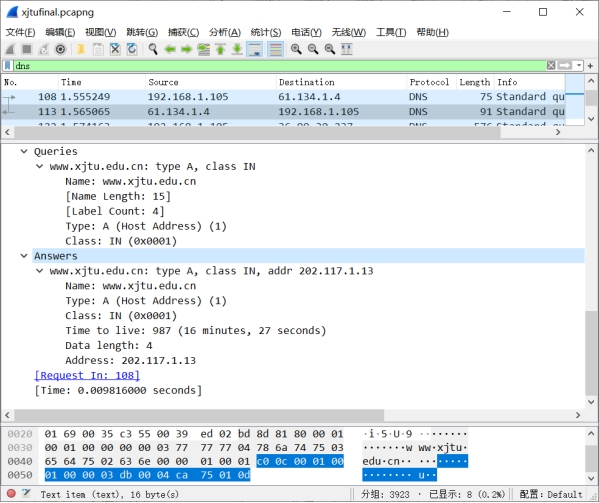 xjtufinal.pcapng
文件(F) 编辑(E) 视图(V) 跳转(G) 捕获(C) 分析(A) 统计(S) 电话(Y) 无线(W) 工具(T) 帮助(H)
dns
No. Time Source Destination Protocol Length Info
108 1.555249 192.168.1.105 61.134.1.4 DNS 75 Standard qu
113 1.565065 61.134.1.4 192.168.1.105 DNS 91 Standard qu
Queries
www.xjtu.edu.cn: type A, class IN
Name: www.xjtu.edu.cn
[Name Length: 15]
[Label Count: 4]
Type: A (Host Address) (1)
Class: IN (0x0001)
Answers
www.xjtu.edu.cn: type A, class IN, addr 202.117.1.13
Name: www.xjtu.edu.cn
Type: A (Host Address) (1)
Class: IN (0x0001)
Time to live: 987 (16 minutes, 27 seconds)
Data length: 4
Address: 202.117.1.13
[Request In: 108]
[Time: 0.009816000 seconds]
0020 01 69 00 35 c3 55 00 39 ed 02 bd 8d 81 80 00 01 ·i·5·U·9 ········
0030 00 01 00 00 00 00 03 77 77 77 04 78 6a 74 75 03 ·······w ww·xjtu·
0040 65 64 75 02 63 6e 00 00 01 00 01 c0 0c 00 01 00 edu·cn·· ········
0050 01 00 00 03 db 00 04 ca 75 01 0d ········ u··
Text item (text), 16 byte(s) 分组: 3923 · 已显示: 8 (0.2%) 配置: Default